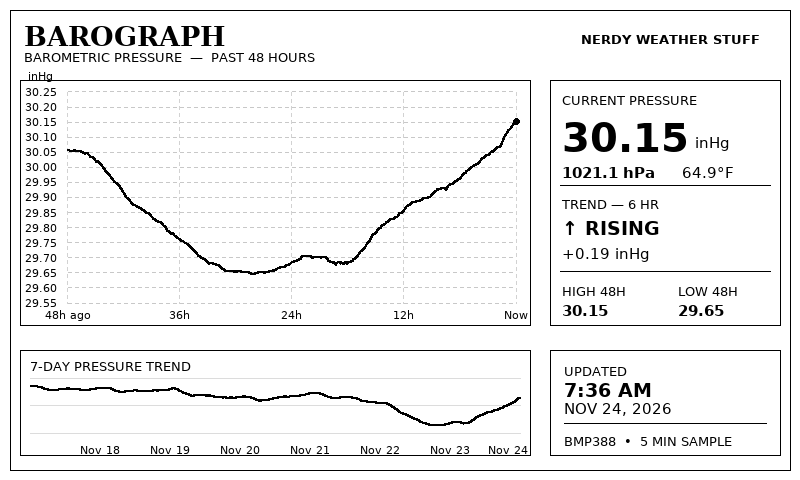 BAROGRAPH
BAROMETRIC PRESSURE — PAST 48 HOURS
NERDY WEATHER STUFF
inHg
30.25
30.20
30.15
30.10
30.05
30.00
29.95
29.90
29.85
29.80
29.75
29.70
29.65
29.60
29.55
48h ago 36h 24h 12h Now
CURRENT PRESSURE
30.15 inHg
1021.1 hPa 64.9°F
TREND — 6 HR
↑ RISING
+0.19 inHg
HIGH 48H LOW 48H
30.15 29.65
7-DAY PRESSURE TREND
Nov 18 Nov 19 Nov 20 Nov 21 Nov 22 Nov 23 Nov 24
UPDATED
7:36 AM
NOV 24, 2026
BMP388 • 5 MIN SAMPLE